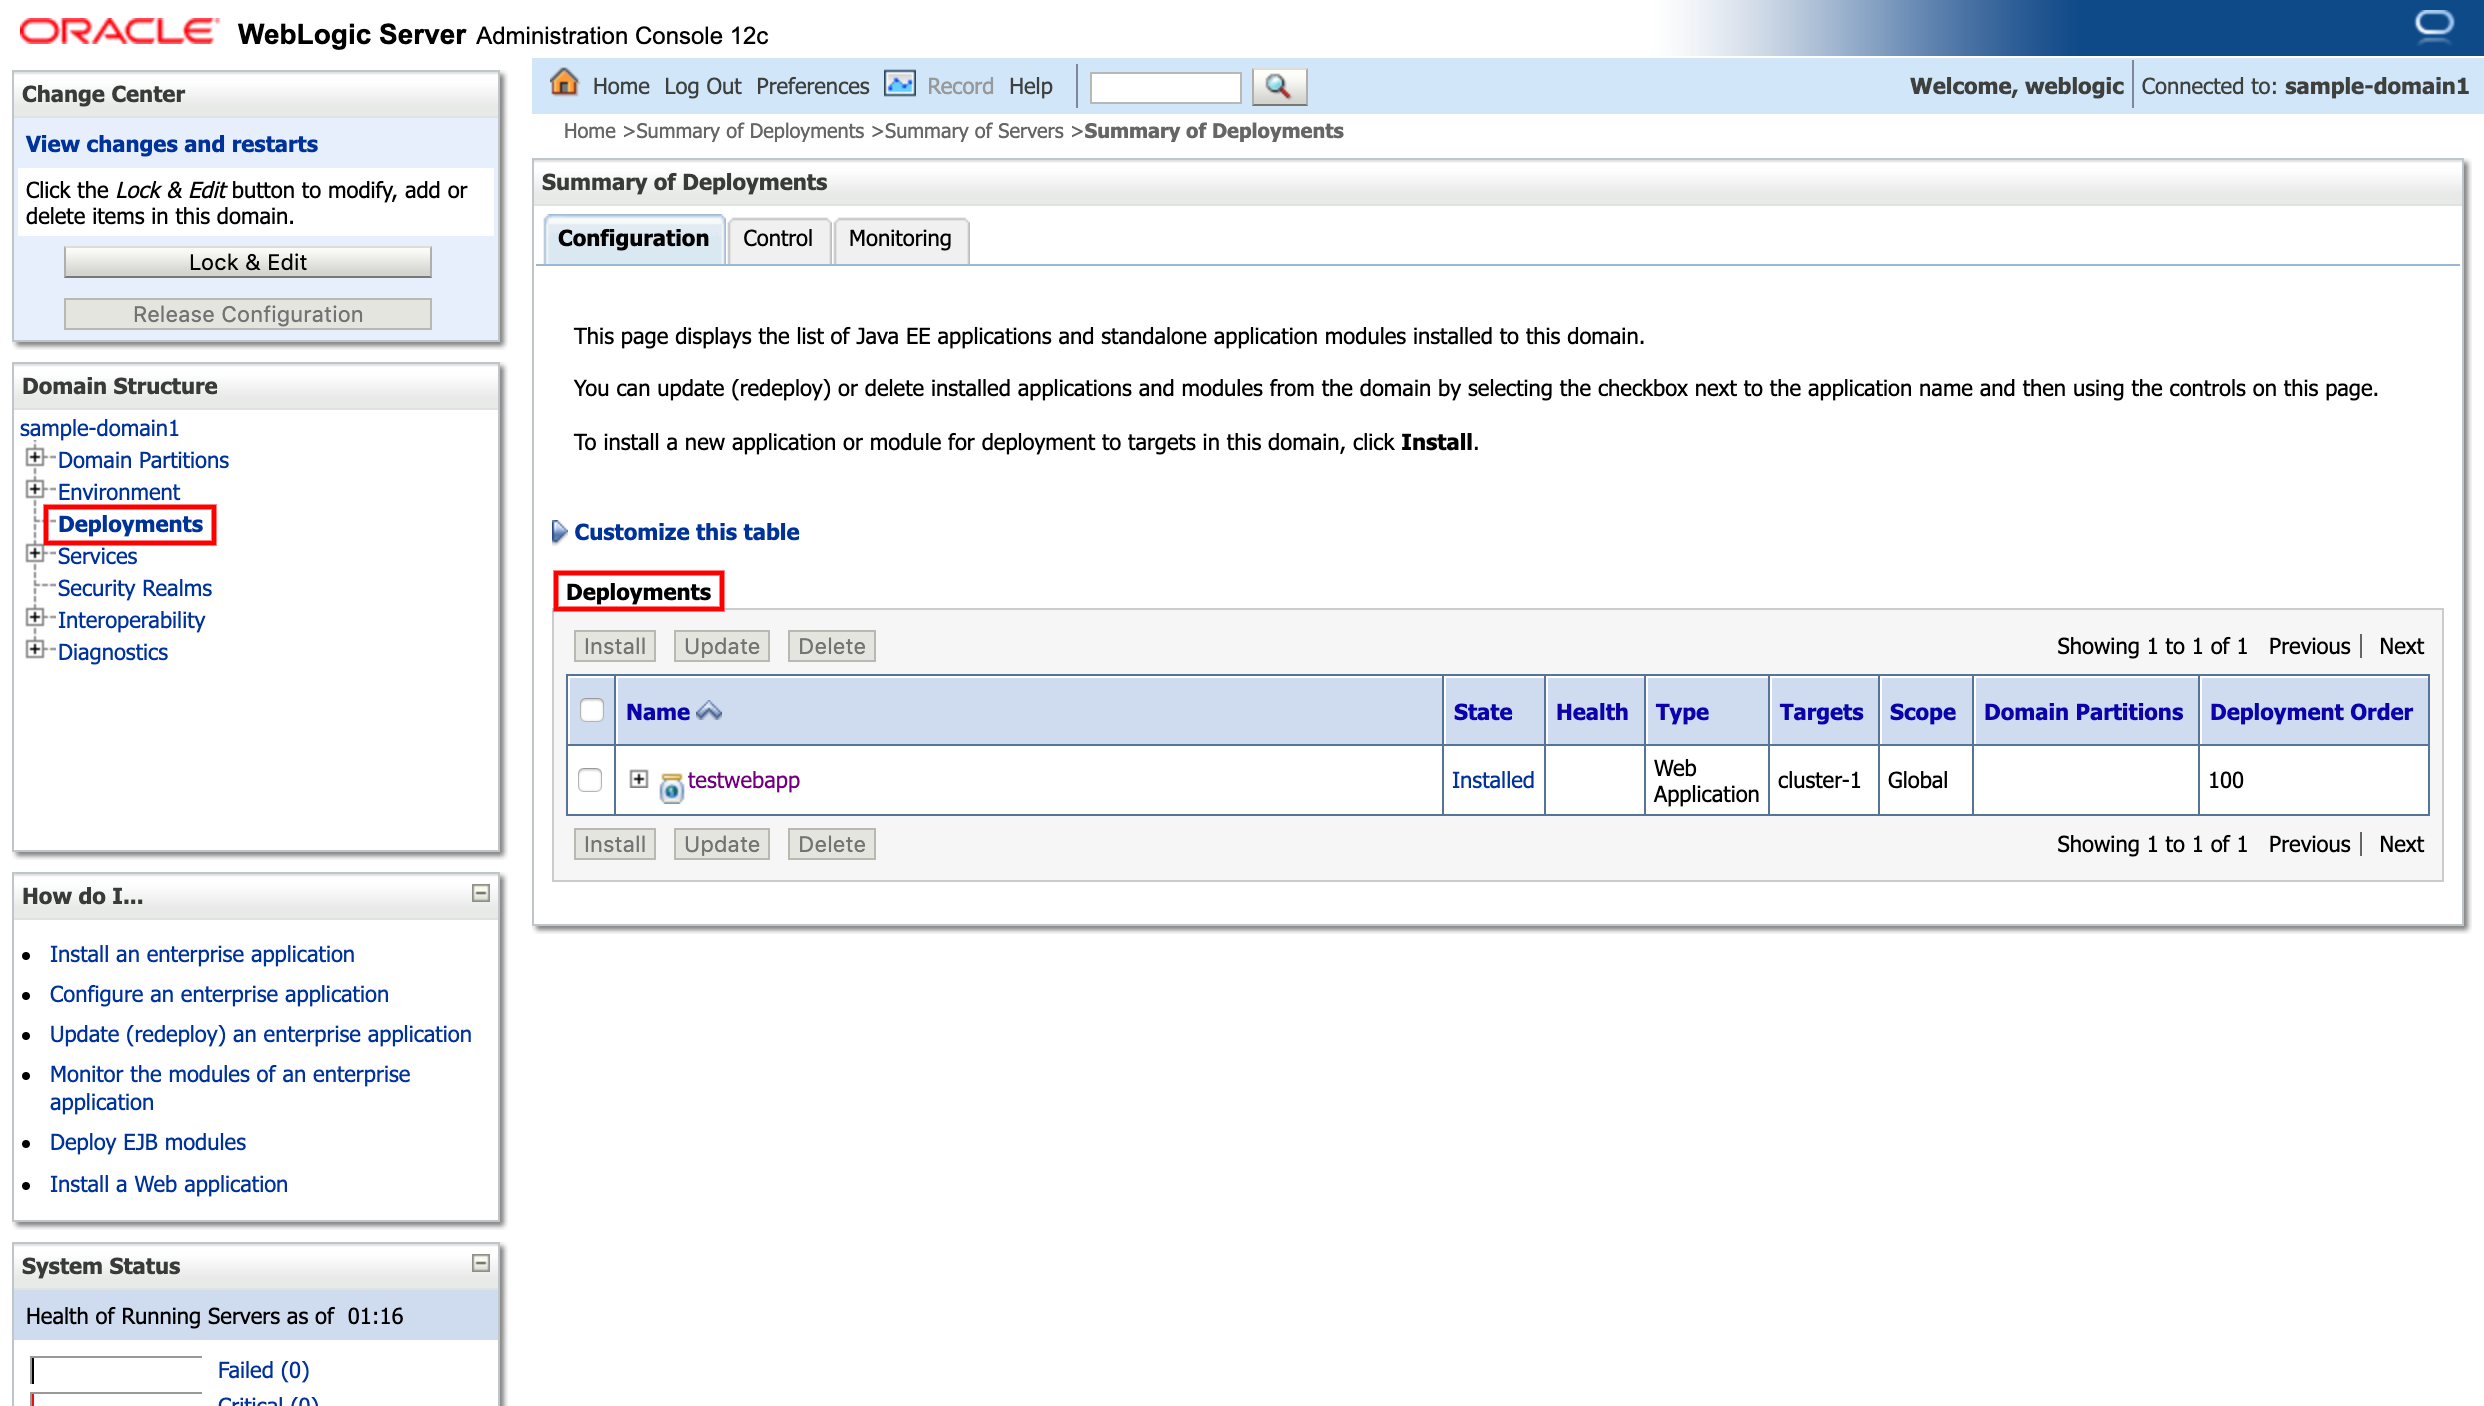 ORACLE WebLogic Server Administration Console 12c
Change Center
View changes and restarts
Click the Lock & Edit button to modify, add or
delete items in this domain.
Lock & Edit
Release Configuration
Domain Structure
sample-domain1
Domain Partitions
Environment
Deployments
Services
Security Realms
Interoperability
Diagnostics
How do I...
Install an enterprise application
Configure an enterprise application
Update (redeploy) an enterprise application
Monitor the modules of an enterprise
application
Deploy EJB modules
Install a Web application
System Status
Health of Running Servers as of 01:16
Failed (0)
Critical (0)
Home Log Out Preferences Record Help
Welcome, weblogic Connected to: sample-domain1
Home >Summary of Deployments >Summary of Servers >Summary of Deployments
Summary of Deployments
Configuration Control Monitoring
This page displays the list of Java EE applications and standalone application modules installed to this domain.
You can update (redeploy) or delete installed applications and modules from the domain by selecting the checkbox next to the application name and then using the controls on this page.
To install a new application or module for deployment to targets in this domain, click Install.
Customize this table
Deployments
Install Update Delete Showing 1 to 1 of 1 Previous | Next
Name State Health Type Targets Scope Domain Partitions Deployment Order
testwebapp Installed Web Application cluster-1 Global 100
Install Update Delete Showing 1 to 1 of 1 Previous | Next